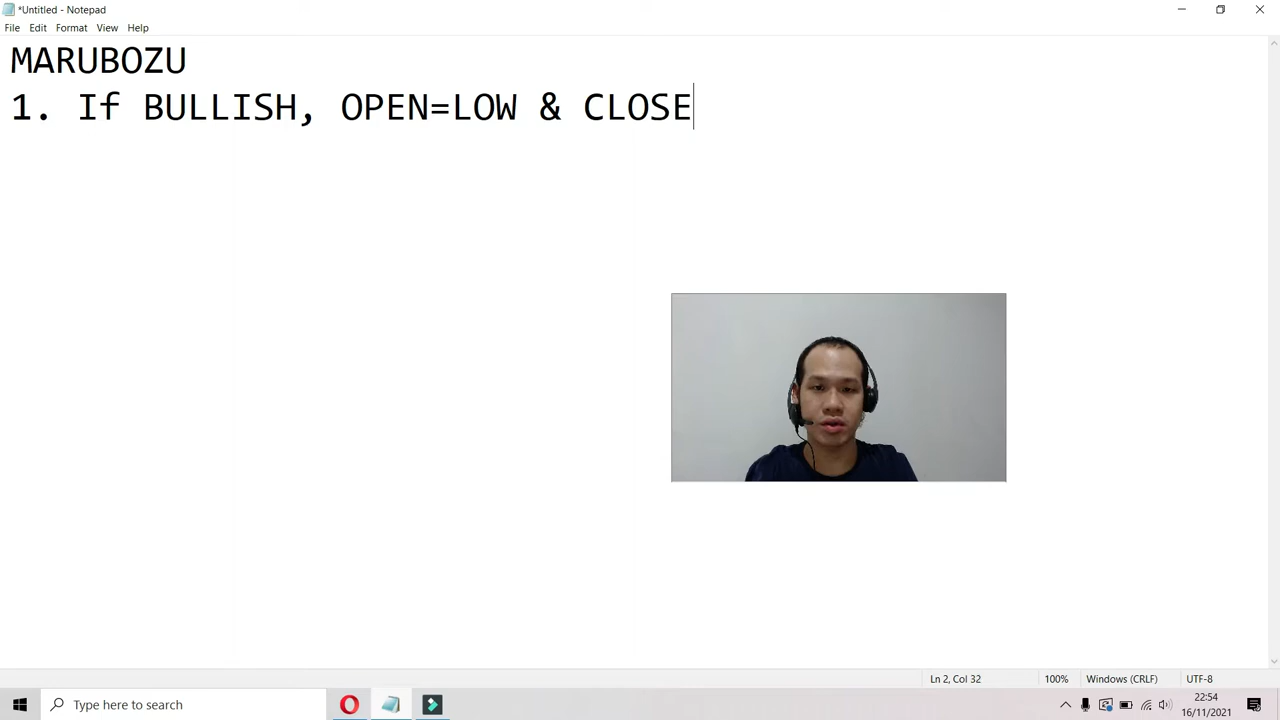 *Untitled - Notepad
File Edit Format View Help
MARUBOZU
1. If BULLISH, OPEN=LOW & CLOSE
Ln 2, Col 32 100% Windows (CRLF) UTF-8
Type here to search
22:54
16/11/2021